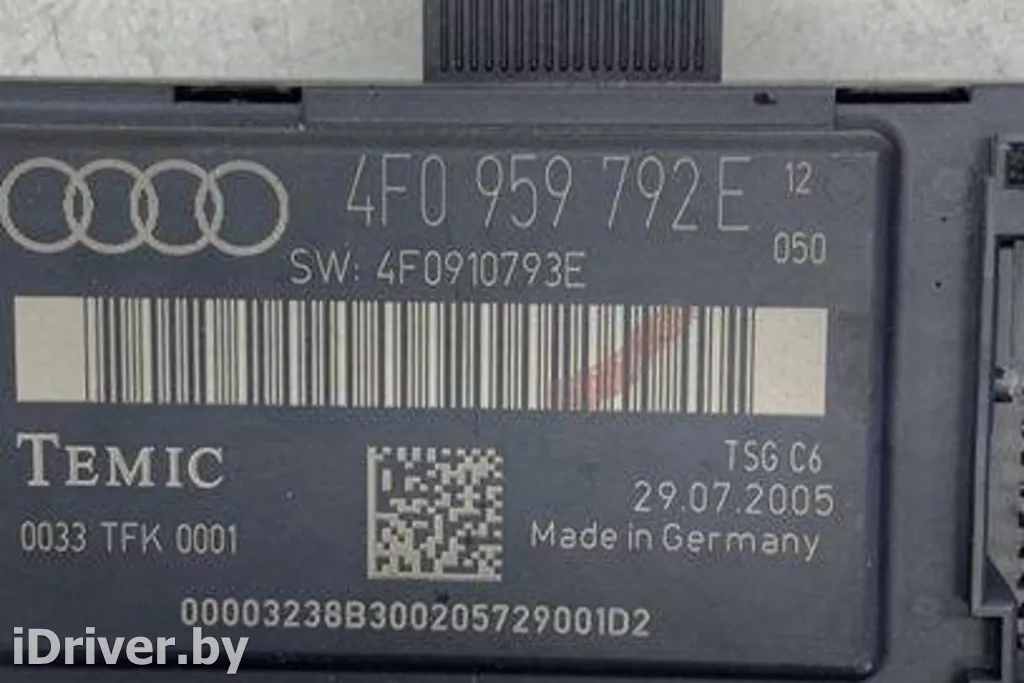 4F0 959 792E 12
050
SW: 4F0910793E
TEMIC
TSG C6
29.07.2005
0033 TFK 0001
Made in Germany
00003238B300205729001D2
iDriver.by